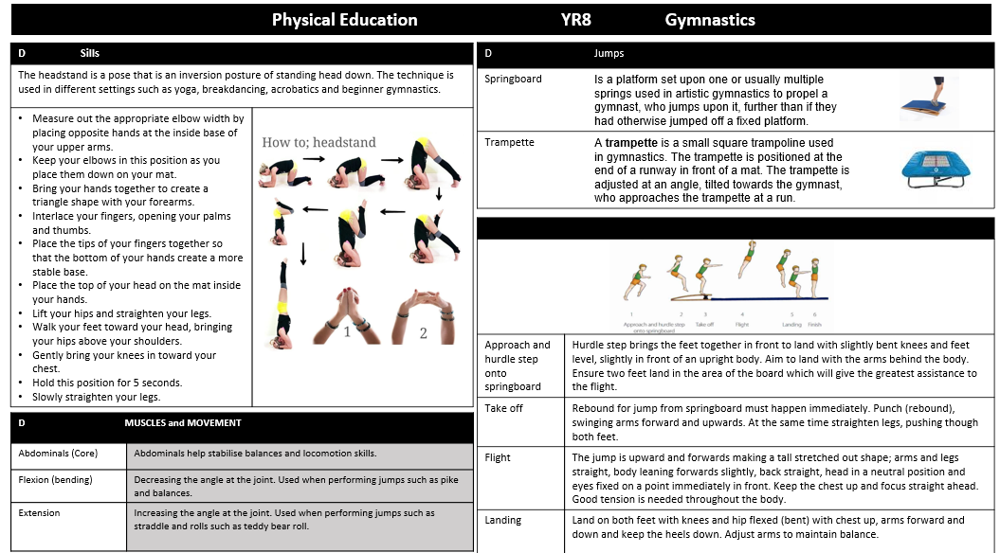 Physical Education YR8 Gymnastics
D Sills
The headstand is a pose that is an inversion posture of standing head down. The technique is
used in different settings such as yoga, breakdancing, acrobatics and beginner gymnastics.
• Measure out the appropriate elbow width by
placing opposite hands at the inside base of
your upper arms.
• Keep your elbows in this position as you
place them down on your mat.
• Bring your hands together to create a
triangle shape with your forearms.
• Interlace your fingers, opening your palms
and thumbs.
• Place the tips of your fingers together so
that the bottom of your hands create a more
stable base.
• Place the top of your head on the mat inside
your hands.
• Lift your hips and straighten your legs.
• Walk your feet toward your head, bringing
your hips above your shoulders.
• Gently bring your knees in toward your
chest.
• Hold this position for 5 seconds.
• Slowly straighten your legs.
How to; headstand
1 2
D MUSCLES and MOVEMENT
Abdominals (Core) Abdominals help stabilise balances and locomotion skills.
Flexion (bending) Decreasing the angle at the joint. Used when performing jumps such as pike
and balances.
Extension Increasing the angle at the joint. Used when performing jumps such as
straddle and rolls such as teddy bear roll.
D Jumps
Springboard Is a platform set upon one or usually multiple
springs used in artistic gymnastics to propel a
gymnast, who jumps upon it, further than if they
had otherwise jumped off a fixed platform.
Trampette A trampette is a small square trampoline used
in gymnastics. The trampette is positioned at the
end of a runway in front of a mat. The trampette is
adjusted at an angle, tilted towards the gymnast,
who approaches the trampette at a run.
1 2 3 4 5 6
Approach and hurdle step Take off Flight Landing Finish
onto springboard
Approach and
hurdle step
onto
springboard
Hurdle step brings the feet together in front to land with slightly bent knees and feet
level, slightly in front of an upright body. Aim to land with the arms behind the body.
Ensure two feet land in the area of the board which will give the greatest assistance to
the flight.
Take off Rebound for jump from springboard must happen immediately. Punch (rebound),
swinging arms forward and upwards. At the same time straighten legs, pushing though
both feet.
Flight The jump is upward and forwards making a tall stretched out shape; arms and legs
straight, body leaning forwards slightly, back straight, head in a neutral position and
eyes fixed on a point immediately in front. Keep the chest up and focus straight ahead.
Good tension is needed throughout the body.
Landing Land on both feet with knees and hip flexed (bent) with chest up, arms forward and
down and keep the heels down. Adjust arms to maintain balance.